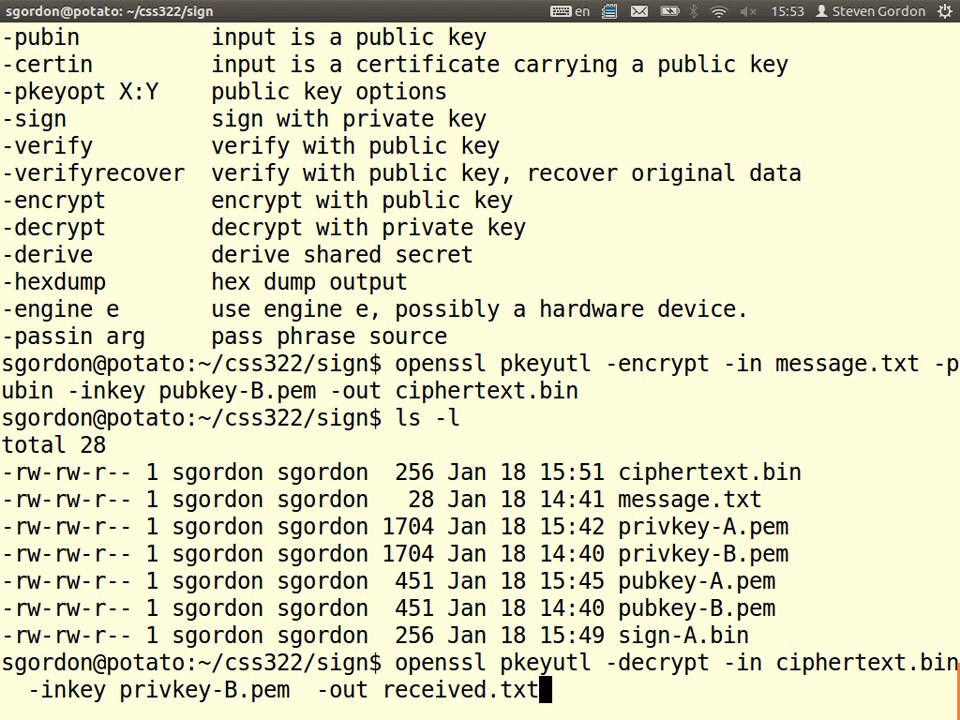 sgordon@potato: ~/css322/sign en 15:53 Steven Gordon
-pubin          input is a public key
-certin         input is a certificate carrying a public key
-pkeyopt X:Y    public key options
-sign           sign with private key
-verify         verify with public key
-verifyrecover  verify with public key, recover original data
-encrypt        encrypt with public key
-decrypt        decrypt with private key
-derive         derive shared secret
-hexdump        hex dump output
-engine e       use engine e, possibly a hardware device.
-passin arg     pass phrase source
sgordon@potato:~/css322/sign$ openssl pkeyutl -encrypt -in message.txt -p
ubin -inkey pubkey-B.pem -out ciphertext.bin
sgordon@potato:~/css322/sign$ ls -l
total 28
-rw-rw-r-- 1 sgordon sgordon  256 Jan 18 15:51 ciphertext.bin
-rw-rw-r-- 1 sgordon sgordon   28 Jan 18 14:41 message.txt
-rw-rw-r-- 1 sgordon sgordon 1704 Jan 18 15:42 privkey-A.pem
-rw-rw-r-- 1 sgordon sgordon 1704 Jan 18 14:40 privkey-B.pem
-rw-rw-r-- 1 sgordon sgordon  451 Jan 18 15:45 pubkey-A.pem
-rw-rw-r-- 1 sgordon sgordon  451 Jan 18 14:40 pubkey-B.pem
-rw-rw-r-- 1 sgordon sgordon  256 Jan 18 15:49 sign-A.bin
sgordon@potato:~/css322/sign$ openssl pkeyutl -decrypt -in ciphertext.bin
  -inkey privkey-B.pem  -out received.txt